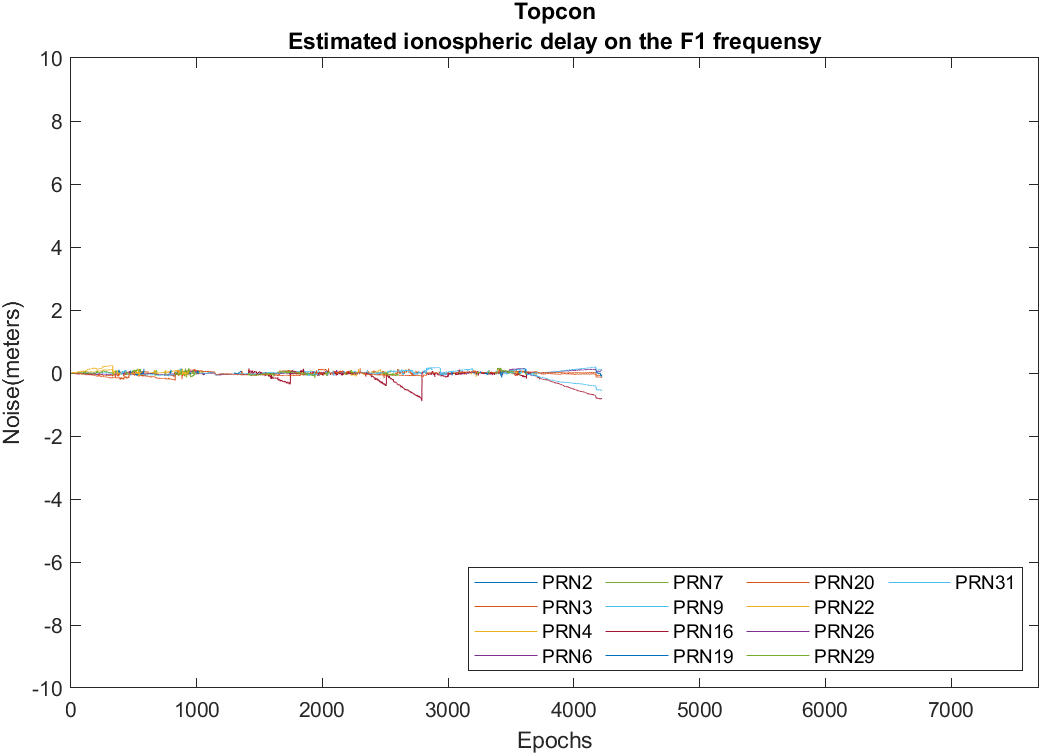 Topcon
Estimated ionospheric delay on the F1 frequensy
10
8
6
4
2
0
-2
-4
-6
-8
-10
Noise(meters)
0 1000 2000 3000 4000 5000 6000 7000
Epochs
PRN2 PRN7 PRN20 PRN31
PRN3 PRN9 PRN22
PRN4 PRN16 PRN26
PRN6 PRN19 PRN29